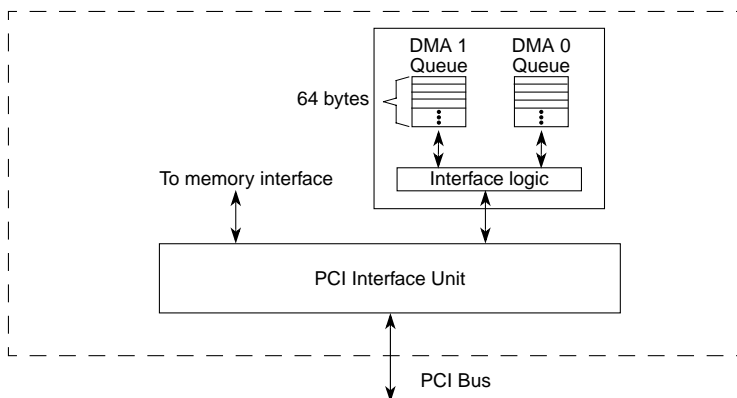 DMA 1
Queue
DMA 0
Queue
64 bytes
To memory interface
Interface logic
PCI Interface Unit
PCI Bus